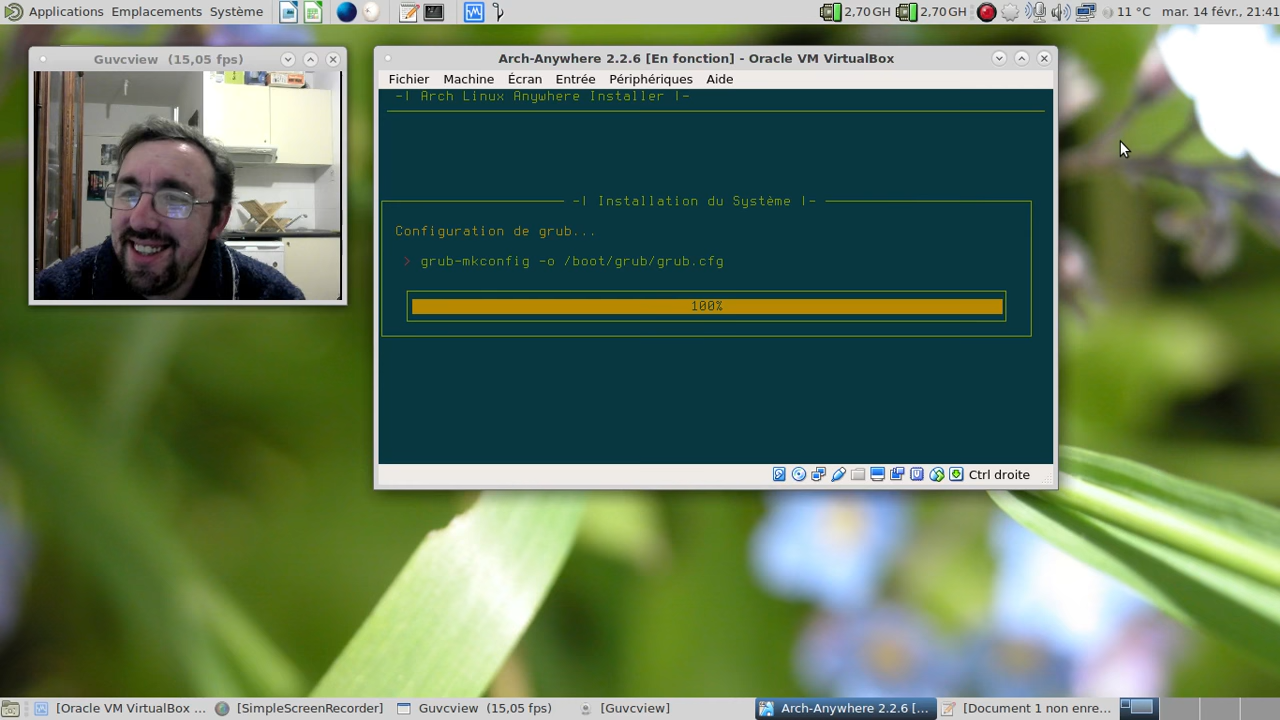 Applications Emplacements Système 2,70 GH 2,70 GH 11 °C mar. 14 févr., 21:41
Guvcview (15,05 fps)
Arch-Anywhere 2.2.6 [En fonction] - Oracle VM VirtualBox
Fichier Machine Écran Entrée Périphériques Aide
-| Arch Linux Anywhere Installer |-
-| Installation du Système |-
Configuration de grub...
> grub-mkconfig -o /boot/grub/grub.cfg
100%
Ctrl droite
[Oracle VM VirtualBox ... [SimpleScreenRecorder] Guvcview (15,05 fps) [Guvcview] Arch-Anywhere 2.2.6 [... [Document 1 non enre...